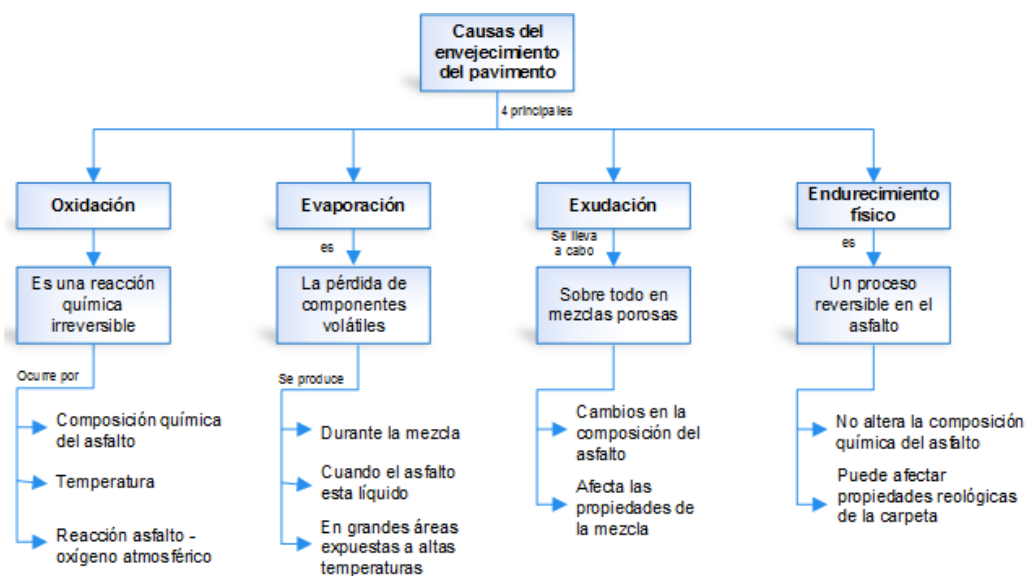 Causas del
envejecimiento
del pavimento
4 principales
Oxidación
Es una reacción
química
irreversible
Ocurre por
Composición química
del asfalto
Temperatura
Reacción asfalto -
oxígeno atmosférico
Evaporación
es
La pérdida de
componentes
volátiles
Se produce
Durante la mezcla
Cuando el asfalto
esta líquido
En grandes áreas
expuestas a altas
temperaturas
Exudación
Se lleva
a cabo
Sobre todo en
mezclas porosas
Cambios en la
composición del
asfalto
Afecta las
propiedades de
la mezcla
Endurecimiento
físico
es
Un proceso
reversible en el
asfalto
No altera la composición
química del asfalto
Puede afectar
propiedades reológicas
de la carpeta